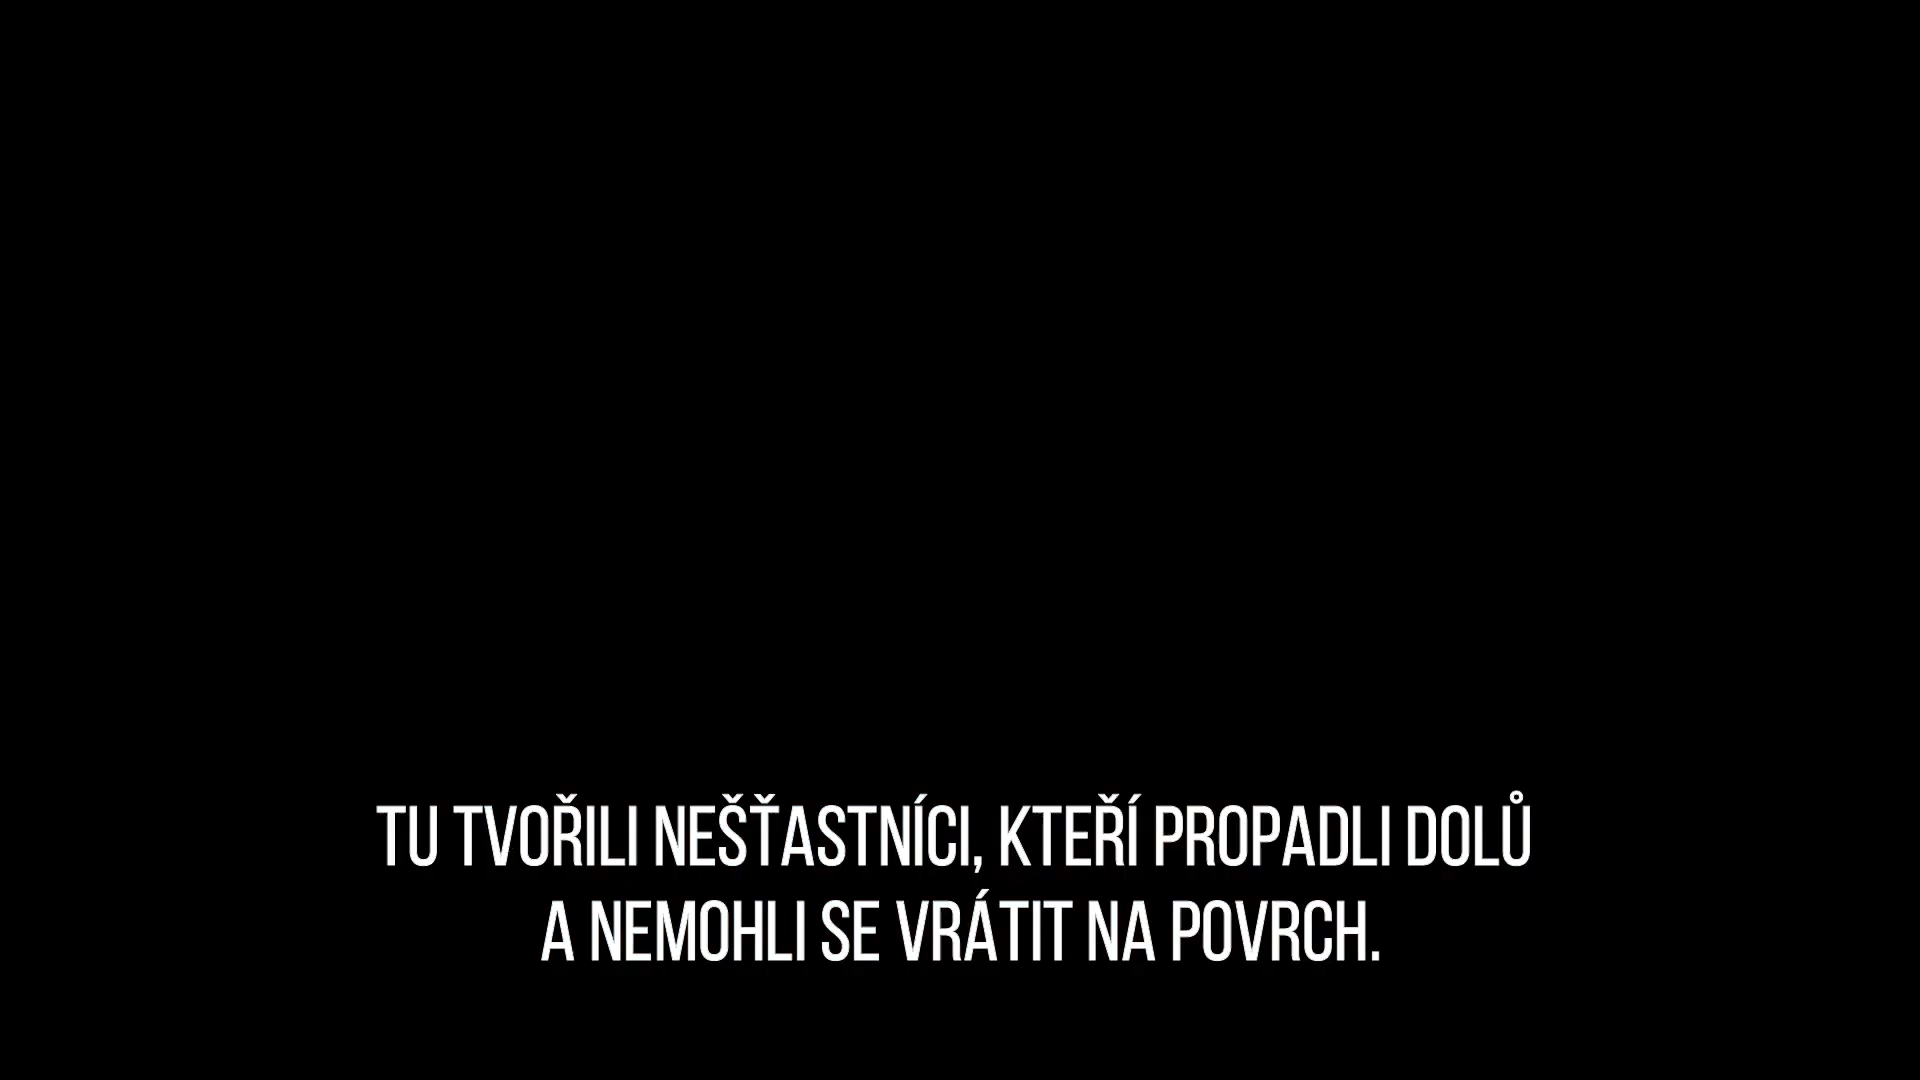 TU TVOŘILI NEŠŤASTNÍCI, KTEŘÍ PROPADLI DOLŮ
A NEMOHLI SE VRÁTIT NA POVRCH.